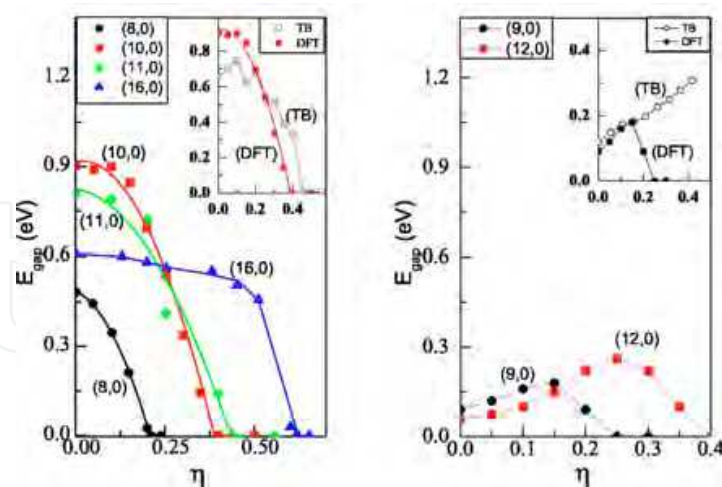 (8,0)
(10,0)
(11,0)
(16,0)
TB
DFT
0.8
0.6
0.4
0.2
0.0
0.0 0.2 0.4
(TB)
(DFT)
1.2
0.9
0.6
0.3
0.0
E gap (eV)
(10,0)
(11,0)
(16,0)
(8,0)
0.00 0.25 0.50
η
(9,0)
(12,0)
TB
DFT
0.4
0.2
0.0
0.0 0.2 0.4
(TB)
(DFT)
1.2
0.9
0.6
0.3
0.0
E gap (eV)
(9,0)
(12,0)
0.0 0.1 0.2 0.3 0.4
η